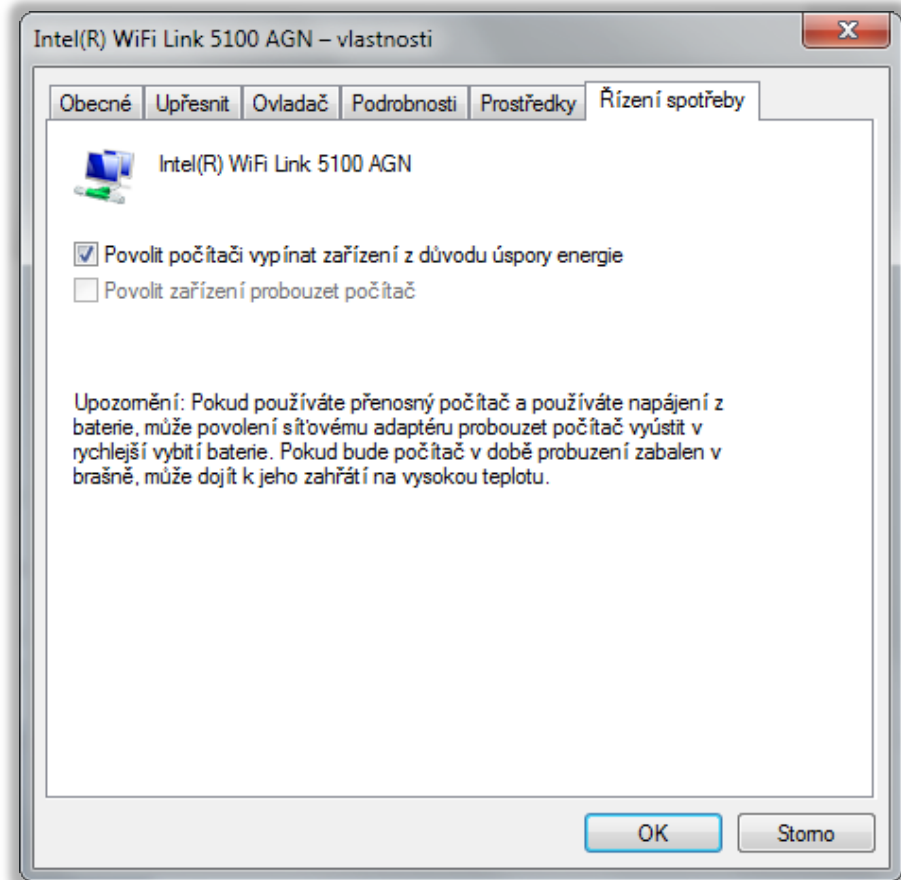 Intel(R) WiFi Link 5100 AGN – vlastnosti
Obecné Upřesnit Ovladač Podrobnosti Prostředky Řízení spotřeby
Intel(R) WiFi Link 5100 AGN
Povolit počítači vypínat zařízení z důvodu úspory energie
Povolit zařízení probouzet počítač
Upozornění: Pokud používáte přenosný počítač a používáte napájení z
baterie, může povolení síťovému adaptéru probouzet počítač vyústit v
rychlejší vybití baterie. Pokud bude počítač v době probuzení zabalen v
brašně, může dojít k jeho zahřátí na vysokou teplotu.
OK Storno